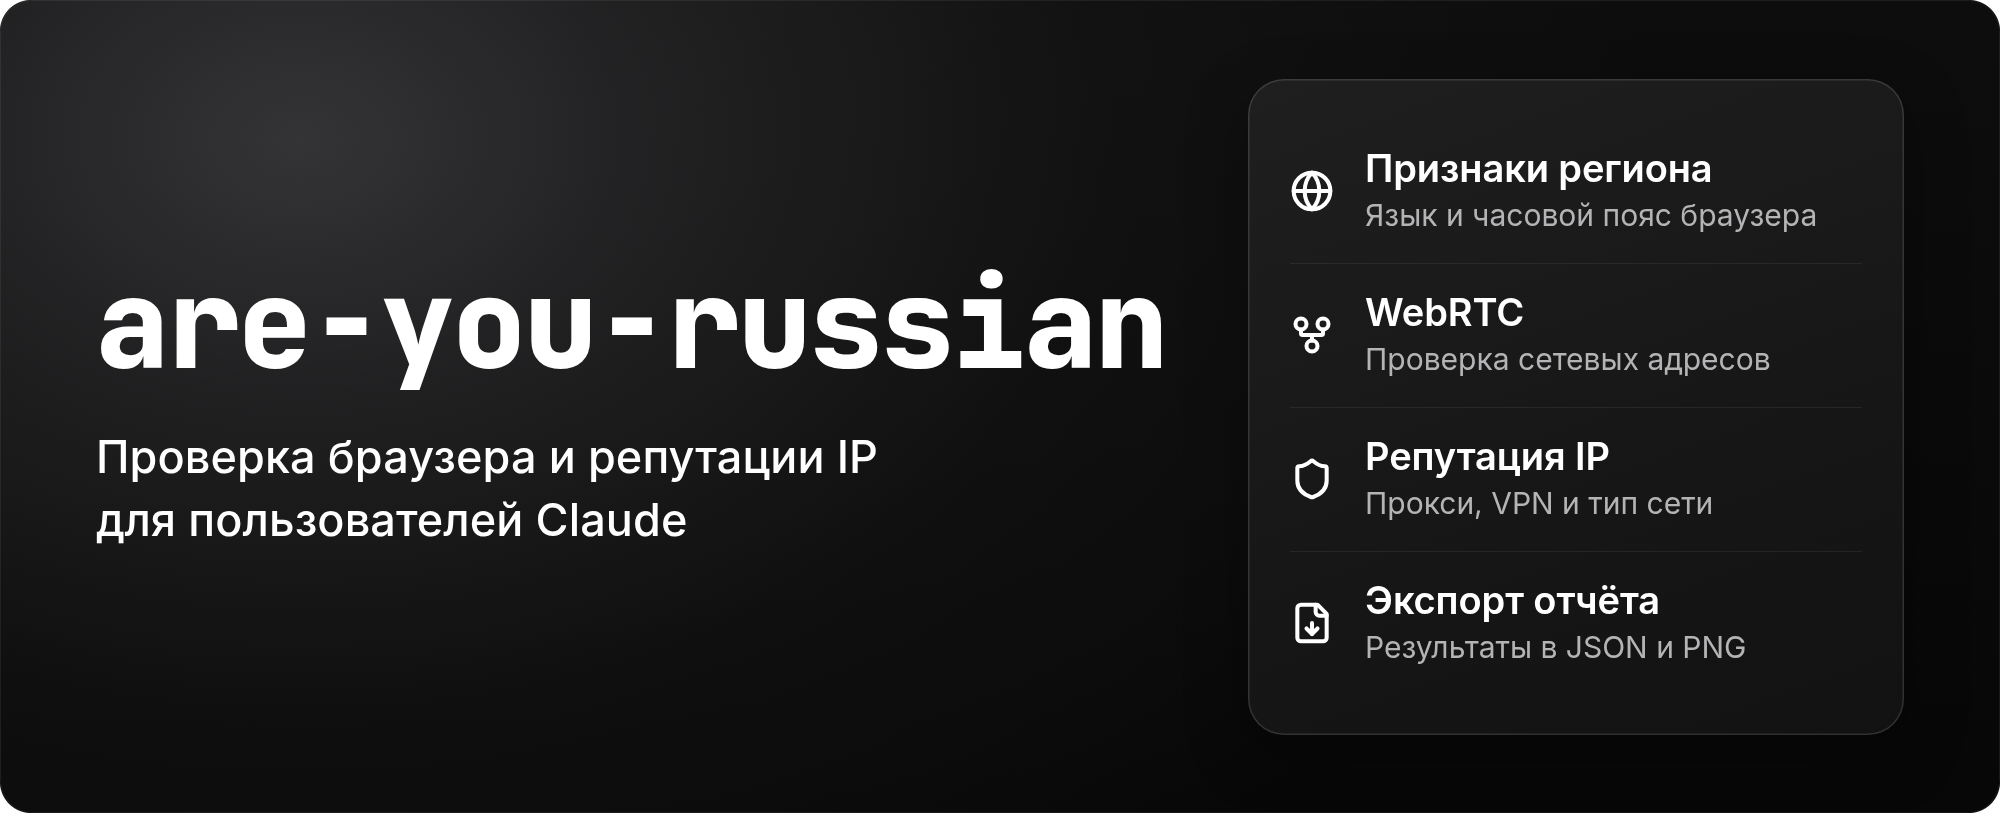 are-you-russian
Проверка браузера и репутации IP
для пользователей Claude
Признаки региона
Язык и часовой пояс браузера
WebRTC
Проверка сетевых адресов
Репутация IP
Прокси, VPN и тип сети
Экспорт отчёта
Результаты в JSON и PNG